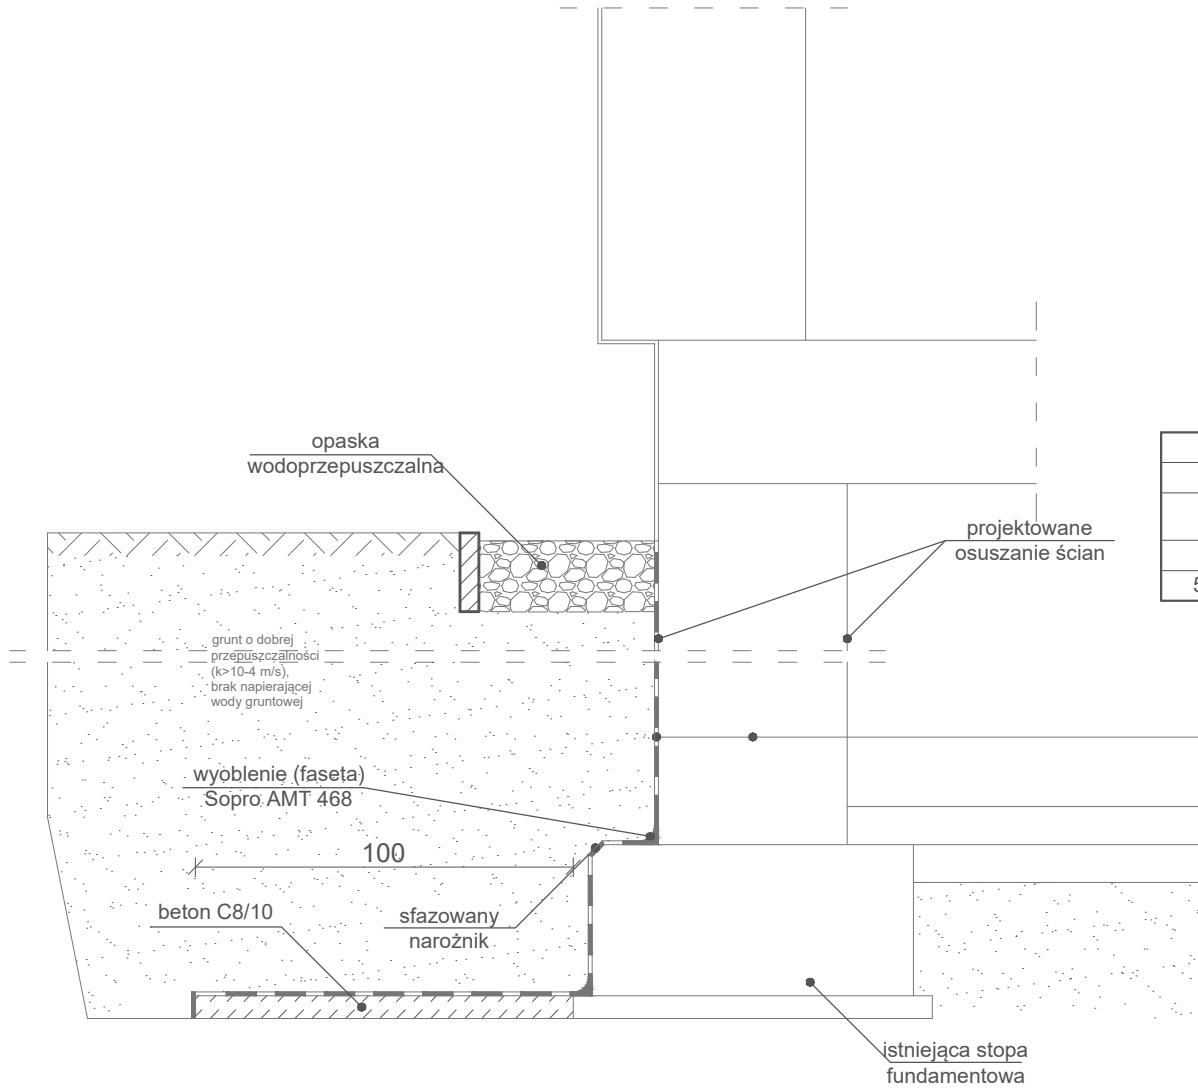 opaska
wodoprzepuszczalna
projektowane
osuszanie ścian
5
grunt o dobrej
przepuszczalności
(k>10-4 m/s),
brak napierającej
wody gruntowej
wyoblenie (faseta)
Sopro AMT 468
100
beton C8/10
sfazowany
narożnik
istniejąca stopa
fundamentowa